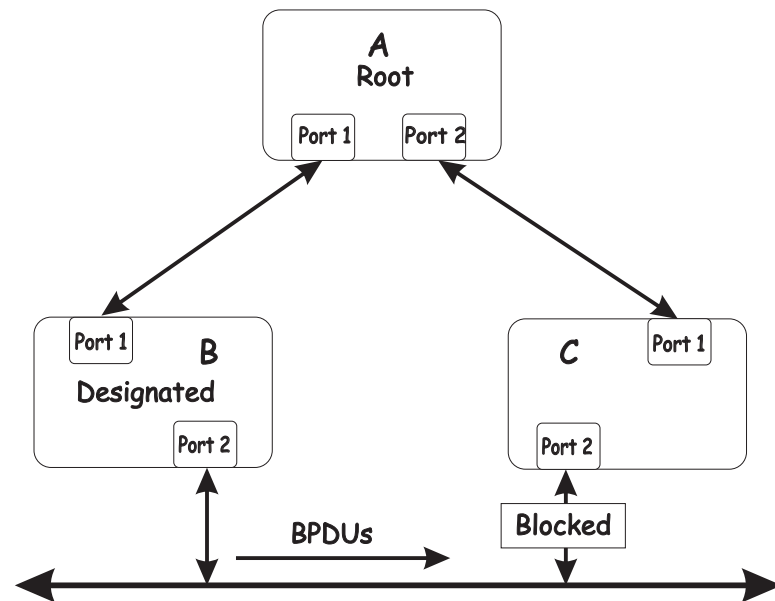 A
Root
Port 1
Port 2
Port 1
B
Designated
Port 2
C
Port 1
Port 2
Blocked
BPDUs